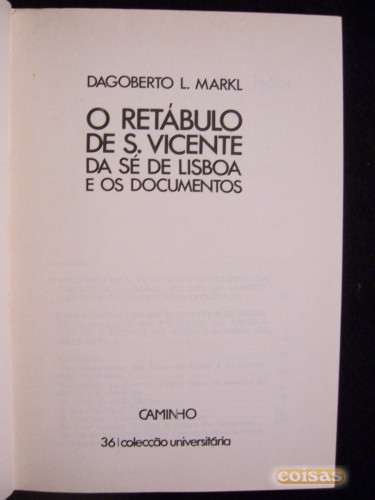 DAGOBERTO L. MARKL
O RETÁBULO
DE S. VICENTE
DA SÉ DE LISBOA
E OS DOCUMENTOS
CAMINHO
36 | colecção universitária
coisas